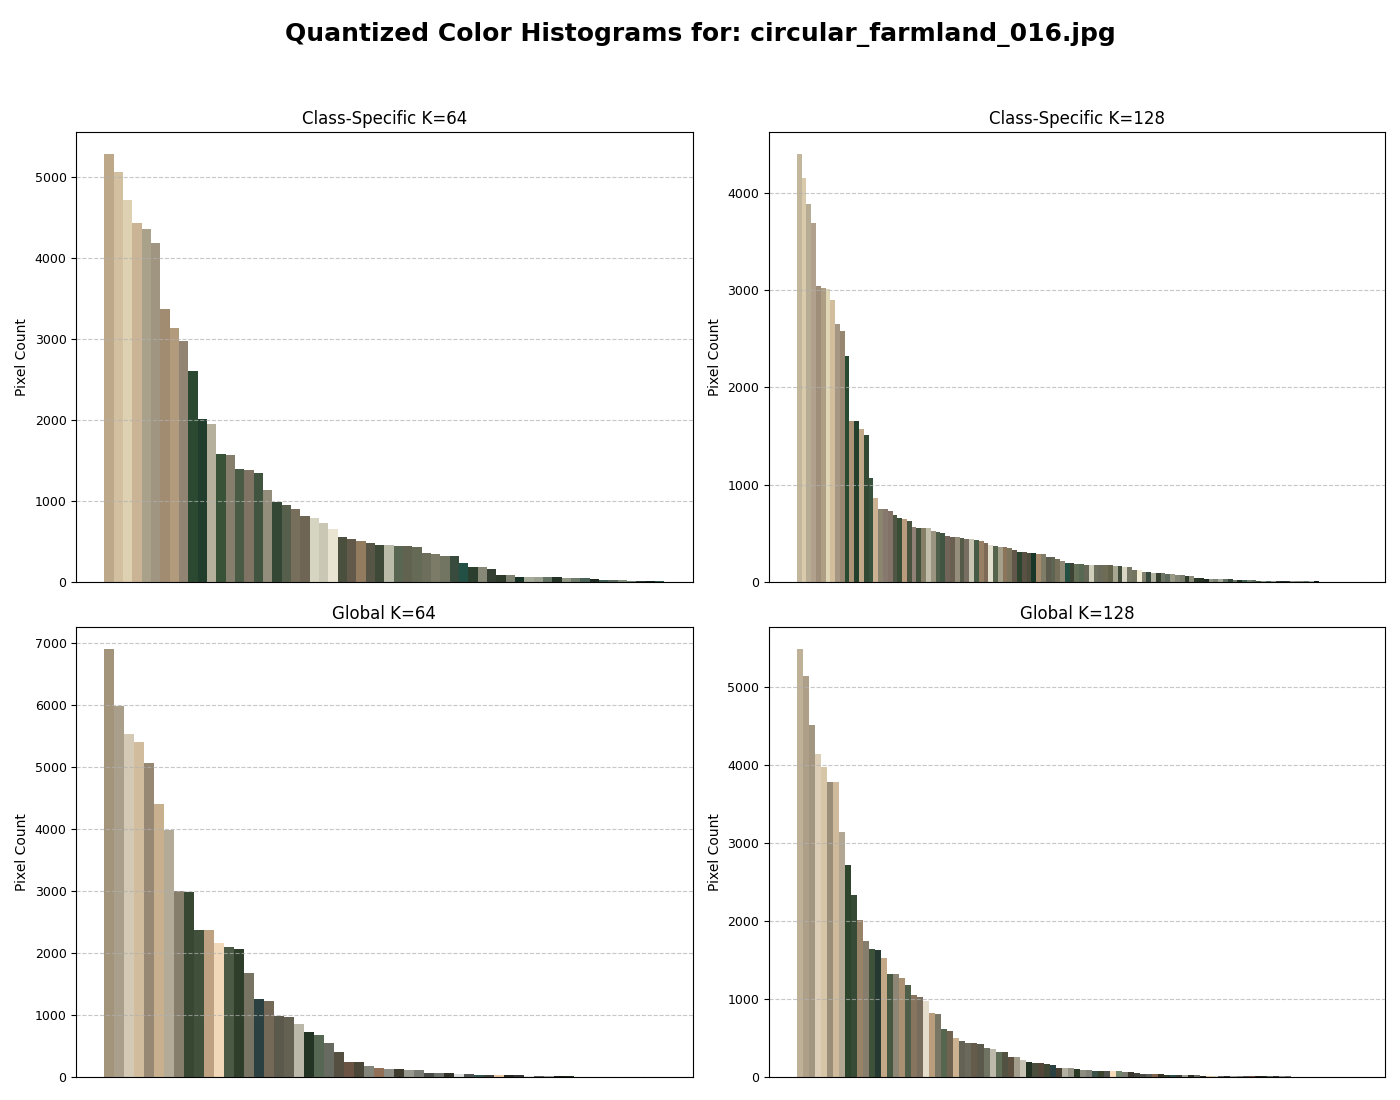 Quantized Color Histograms for: circular_farmland_016.jpg
Class-Specific K=64
Pixel Count
5000
4000
3000
2000
1000
0
Class-Specific K=128
Pixel Count
4000
3000
2000
1000
0
Global K=64
Pixel Count
7000
6000
5000
4000
3000
2000
1000
0
Global K=128
Pixel Count
5000
4000
3000
2000
1000
0